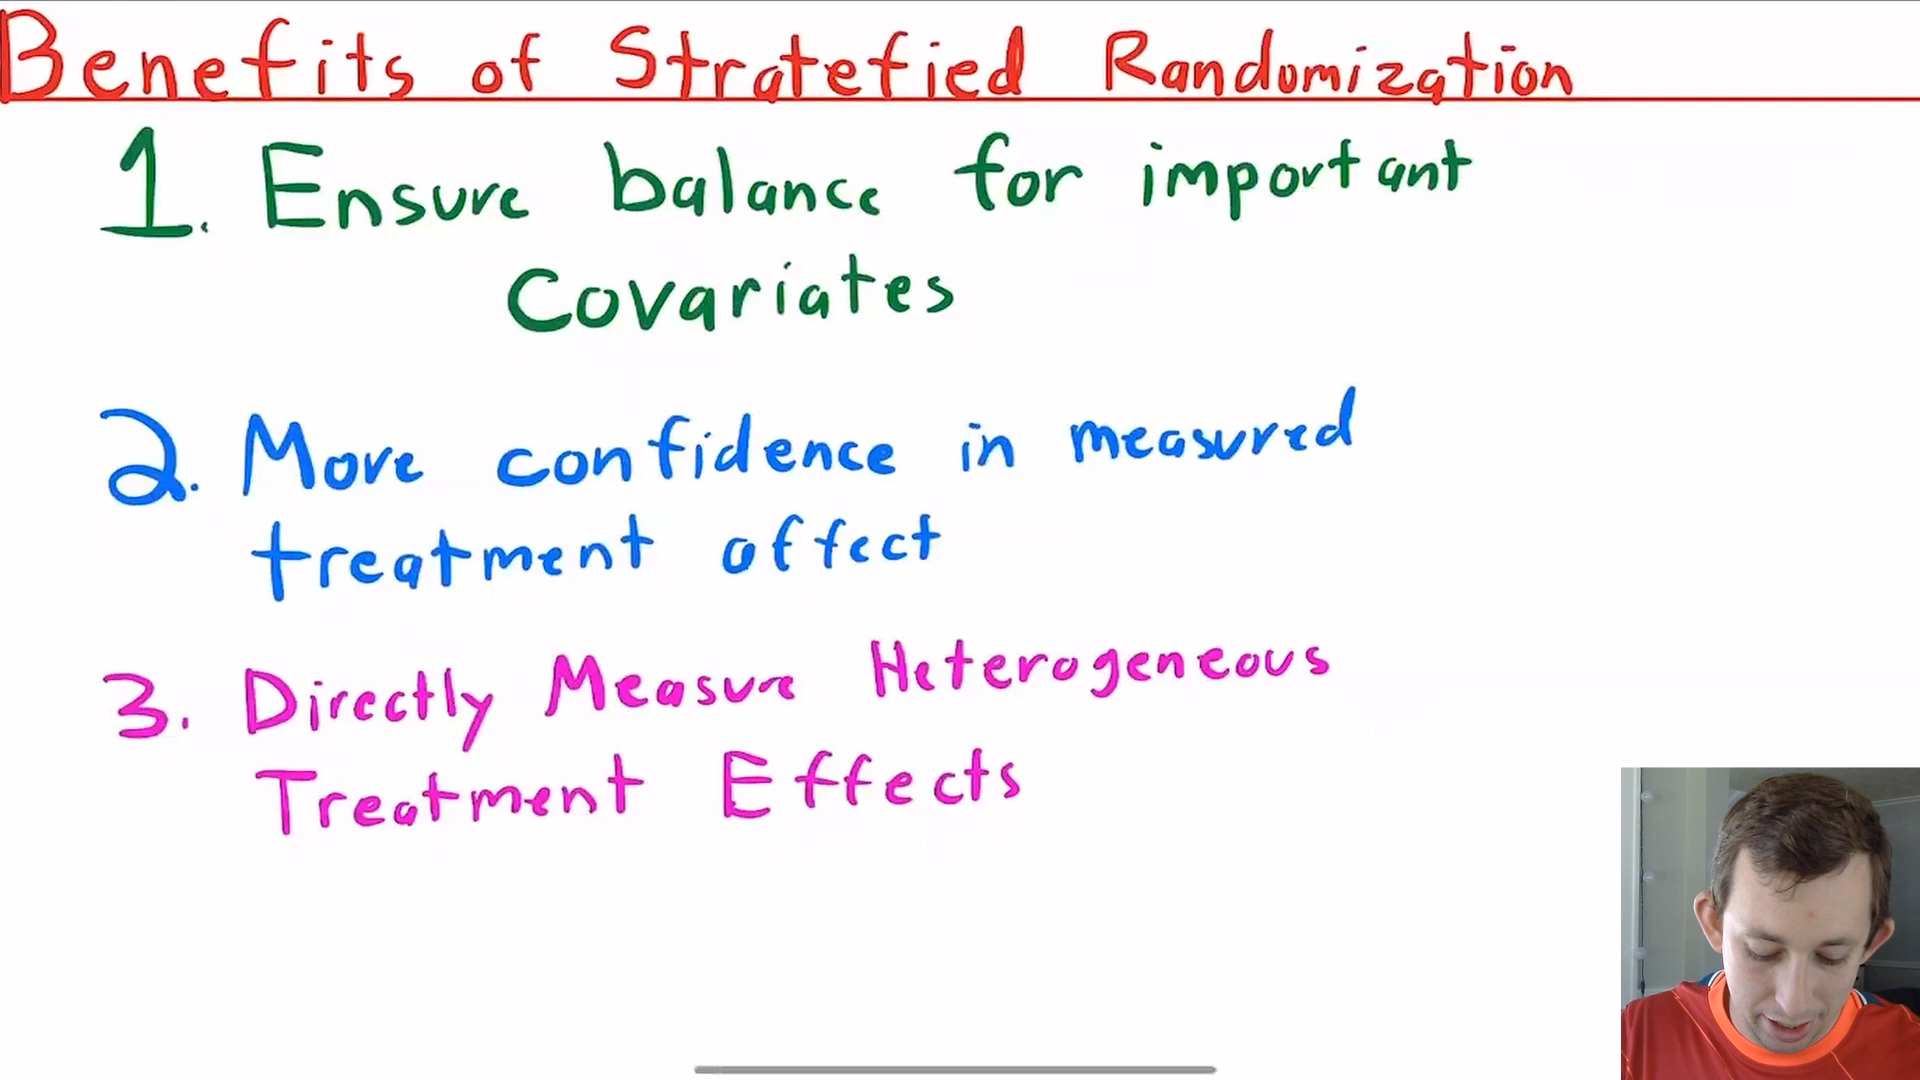 Benefits of Stratefied Randomization
1. Ensure balance for important
Covariates
2. More confidence in measured
treatment affect
3. Directly Measure Heterogeneous
Treatment Effects